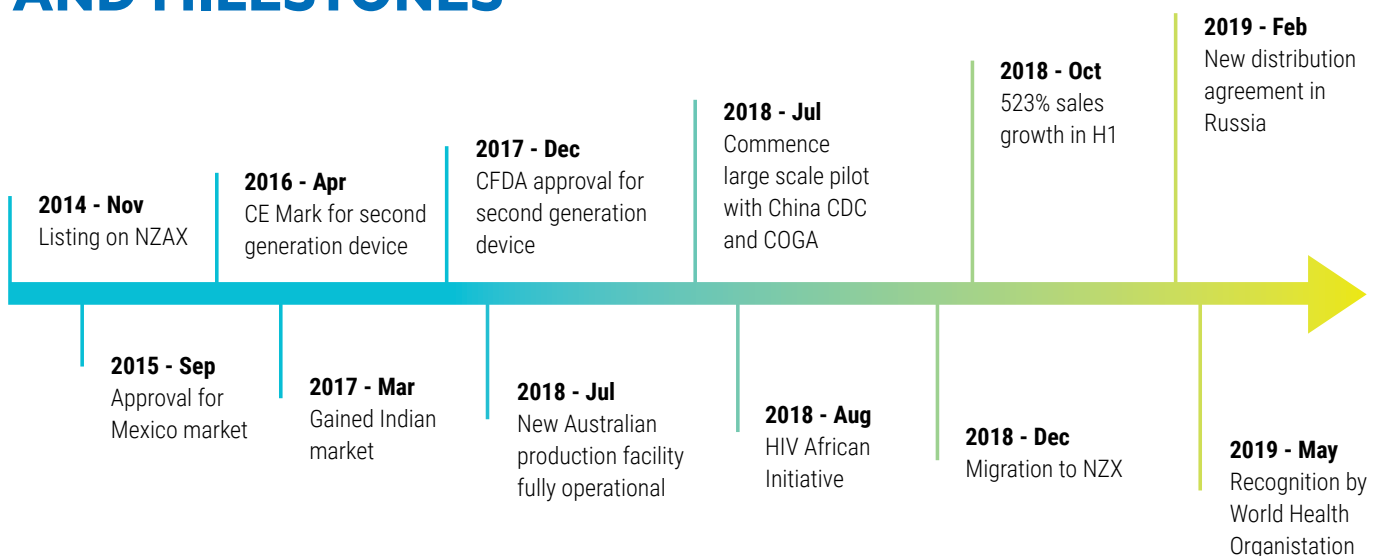 AND MILESTONES
2014 - Nov
Listing on NZAX
2015 - Sep
Approval for
Mexico market
2016 - Apr
CE Mark for second
generation device
2017 - Mar
Gained Indian
market
2017 - Dec
CFDA approval for
second generation
device
2018 - Jul
New Australian
production facility
fully operational
2018 - Jul
Commence
large scale pilot
with China CDC
and COGA
2018 - Aug
HIV African
Initiative
2018 - Dec
Migration to NZX
2018 - Oct
523% sales
growth in H1
2019 - Feb
New distribution
agreement in
Russia
2019 - May
Recognition by
World Health
Organistation